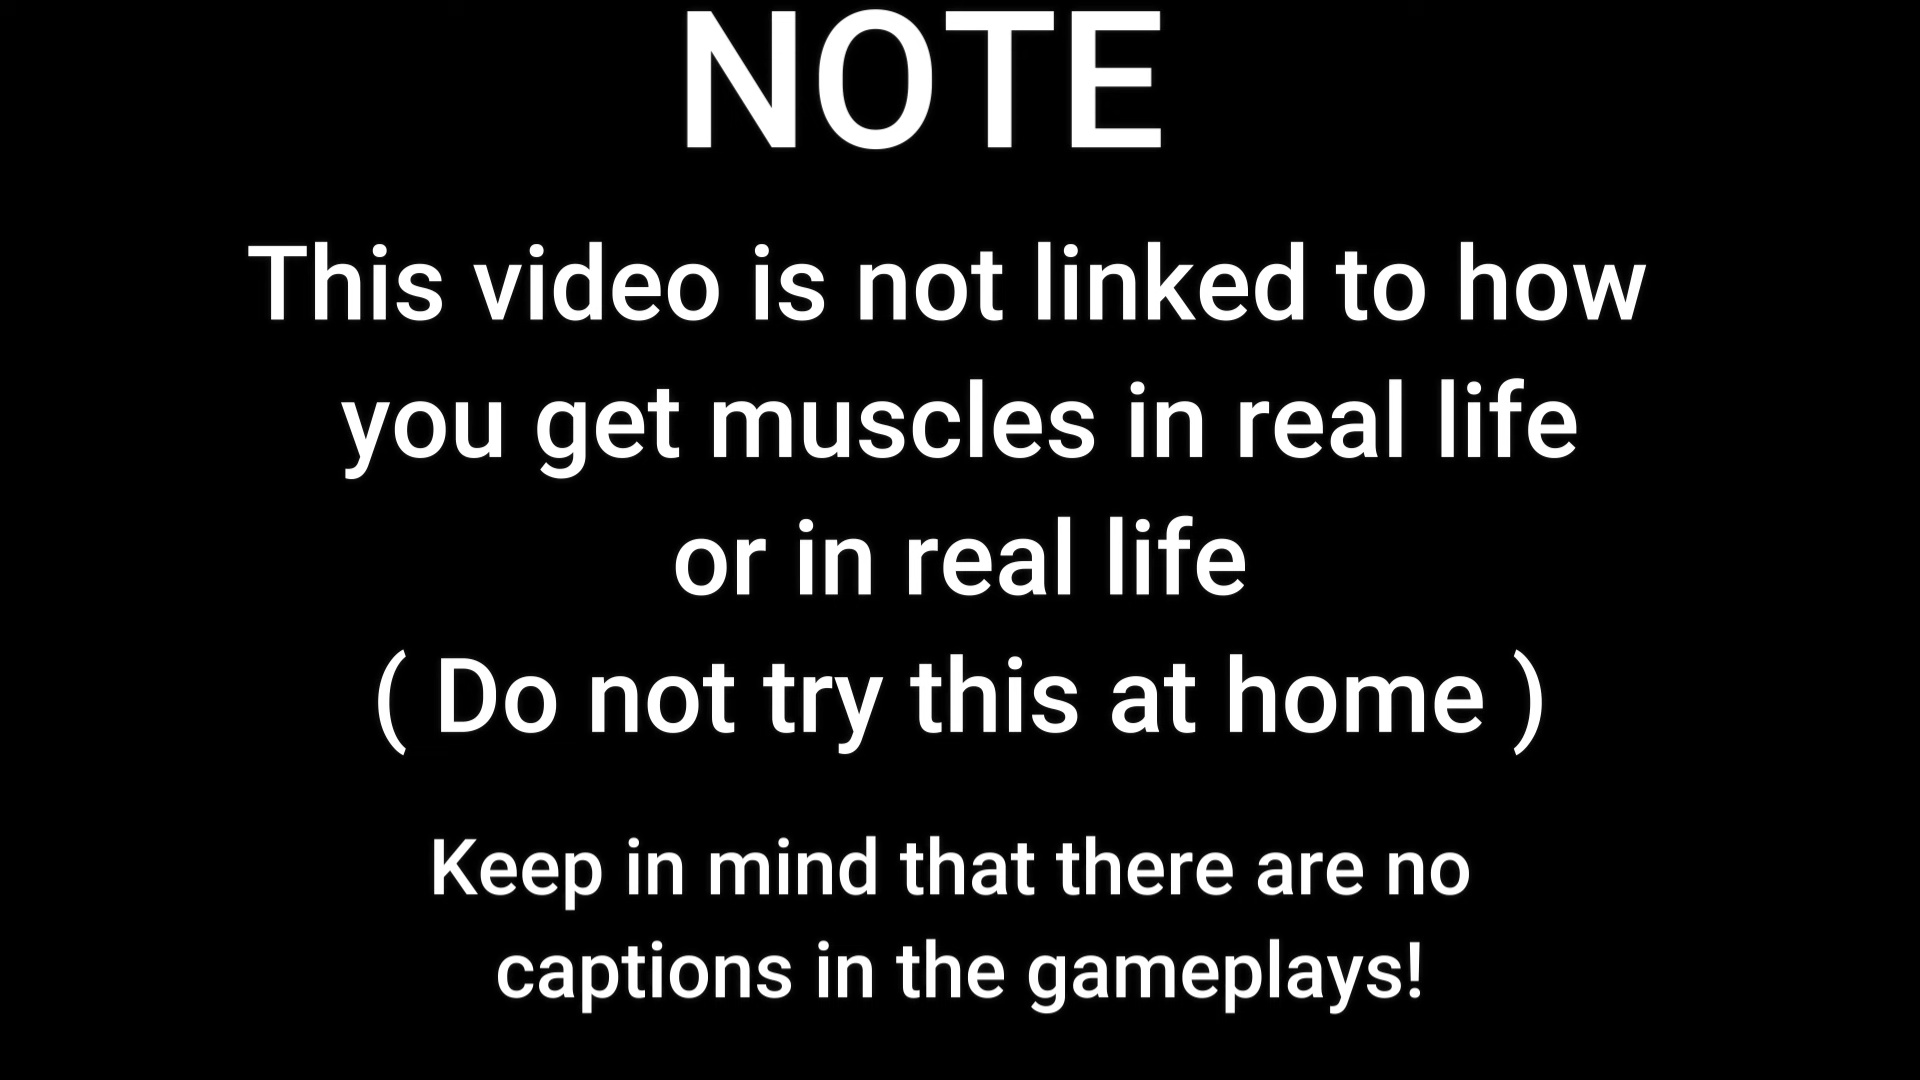 NOTE
This video is not linked to how
you get muscles in real life
or in real life
( Do not try this at home )
Keep in mind that there are no
captions in the gameplays!